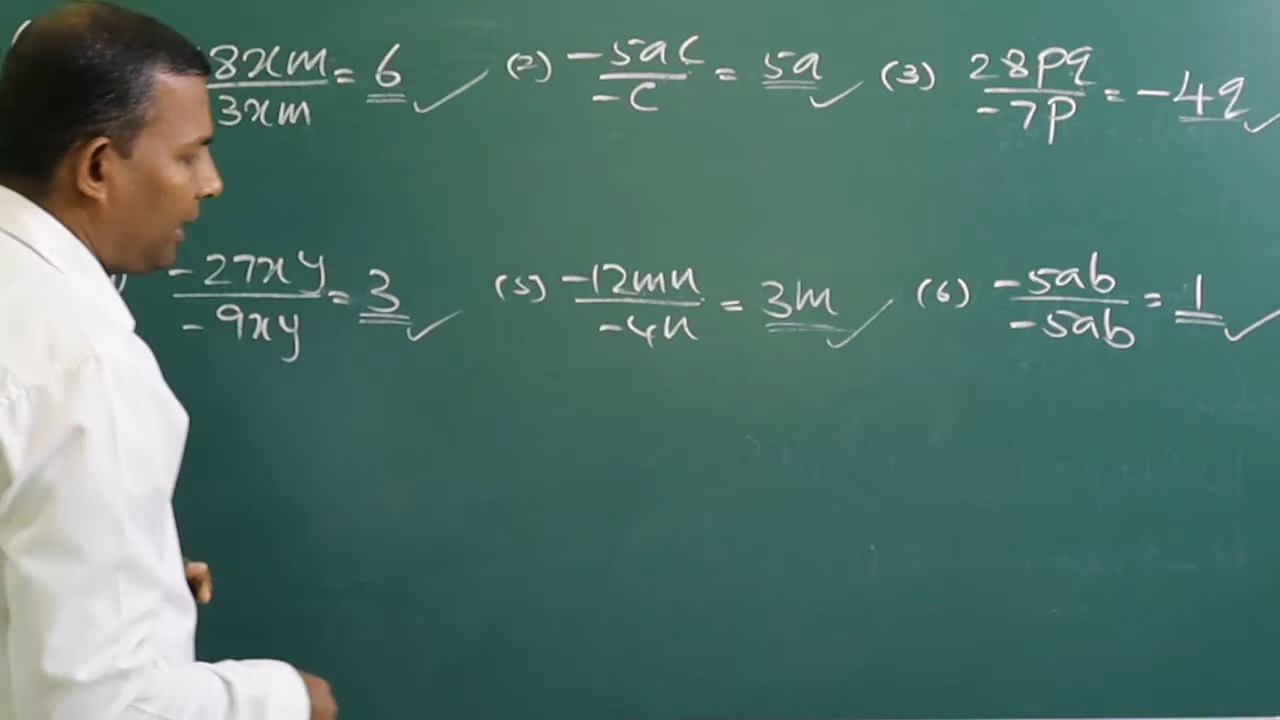 8xm/3xm = 6 ✓ (2) -5ac/-c = 5a ✓ (3) 28pq/-7p = -4q ✓
-27xy/-9xy = 3 ✓ (5) -12mn/-4n = 3m ✓ (6) -5ab/-5ab = 1 ✓